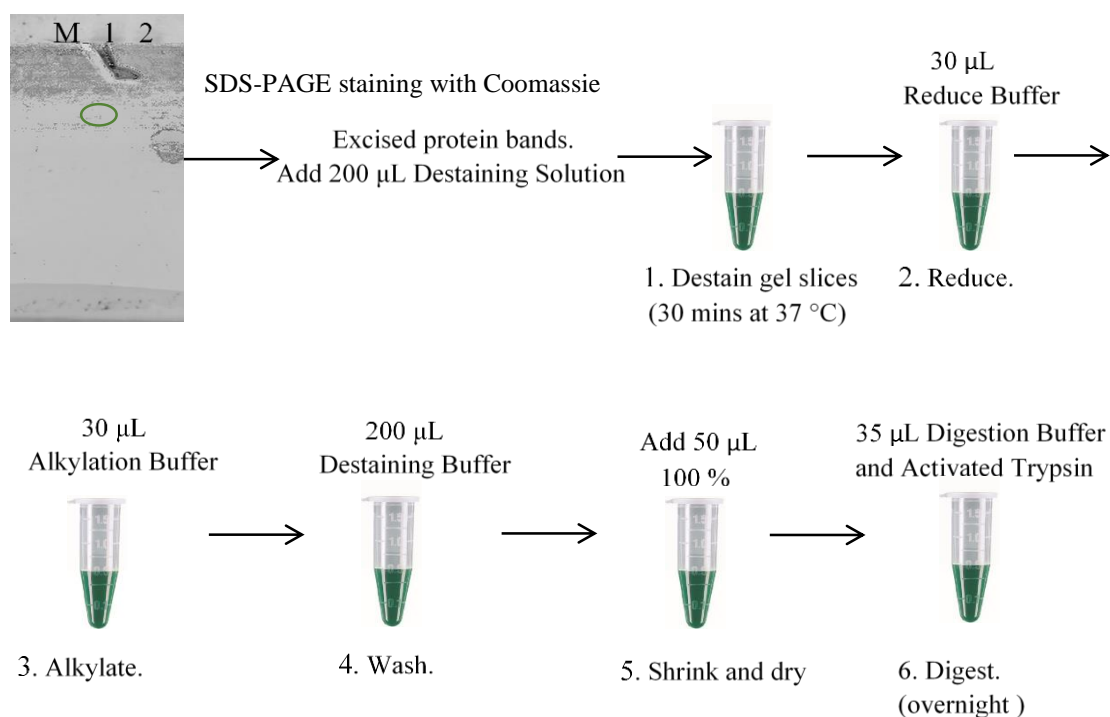 M 1 2
SDS-PAGE staining with Coomassie
Excised protein bands.
Add 200 μL Destaining Solution
1. Destain gel slices
(30 mins at 37 °C)
30 μL
Reduce Buffer
2. Reduce.
30 μL
Alkylation Buffer
3. Alkylate.
200 μL
Destaining Buffer
4. Wash.
Add 50 μL
100 %
5. Shrink and dry
35 μL Digestion Buffer
and Activated Trypsin
6. Digest.
(overnight )